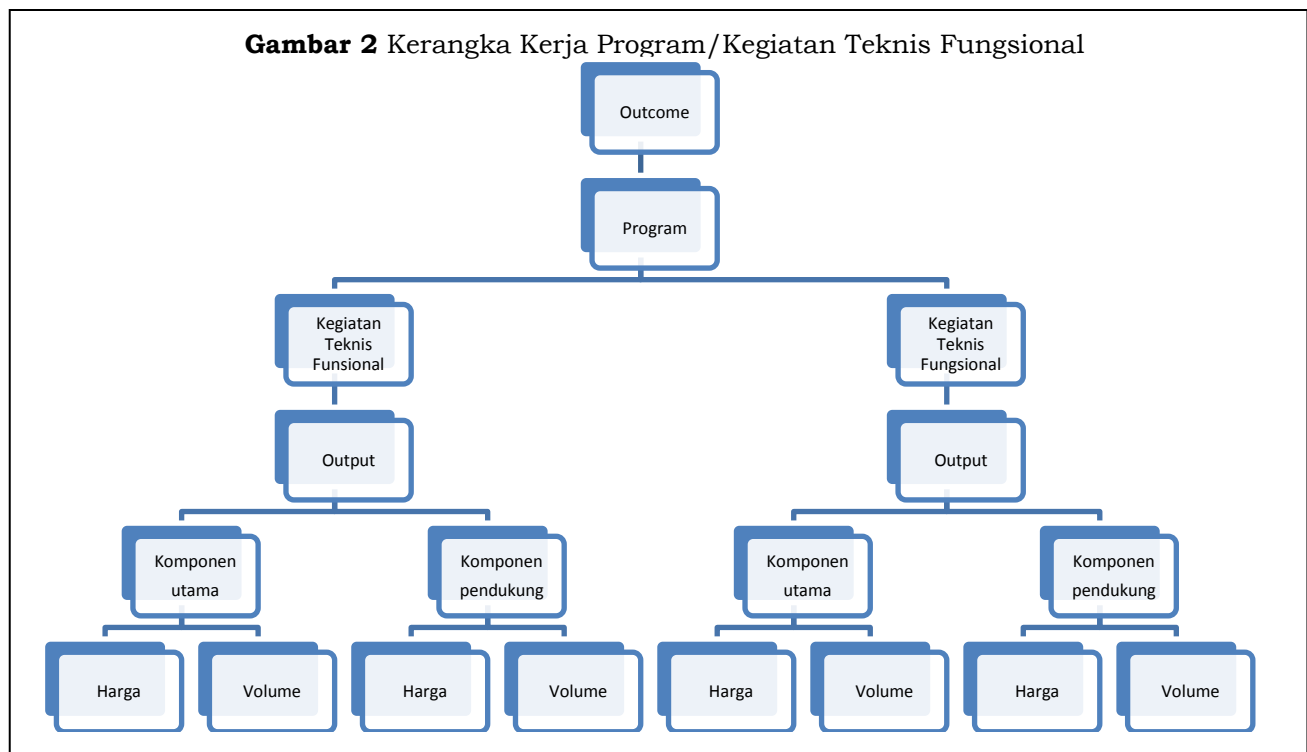 Gambar 2 Kerangka Kerja Program/Kegiatan Teknis Fungsional
Outcome
Program
Kegiatan
Teknis
Funsional
Kegiatan
Teknis
Fungsional
Output
Output
Komponen
utama
Komponen
pendukung
Komponen
utama
Komponen
pendukung
Harga
Volume
Harga
Volume
Harga
Volume
Harga
Volume